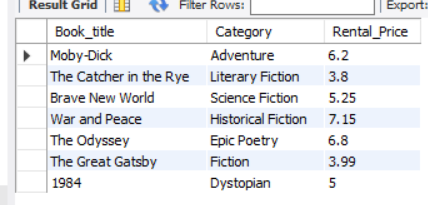 Result Grid Filter Rows: Export:
Book_title Category Rental_Price
Moby-Dick Adventure 6.2
The Catcher in the Rye Literary Fiction 3.8
Brave New World Science Fiction 5.25
War and Peace Historical Fiction 7.15
The Odyssey Epic Poetry 6.8
The Great Gatsby Fiction 3.99
1984 Dystopian 5